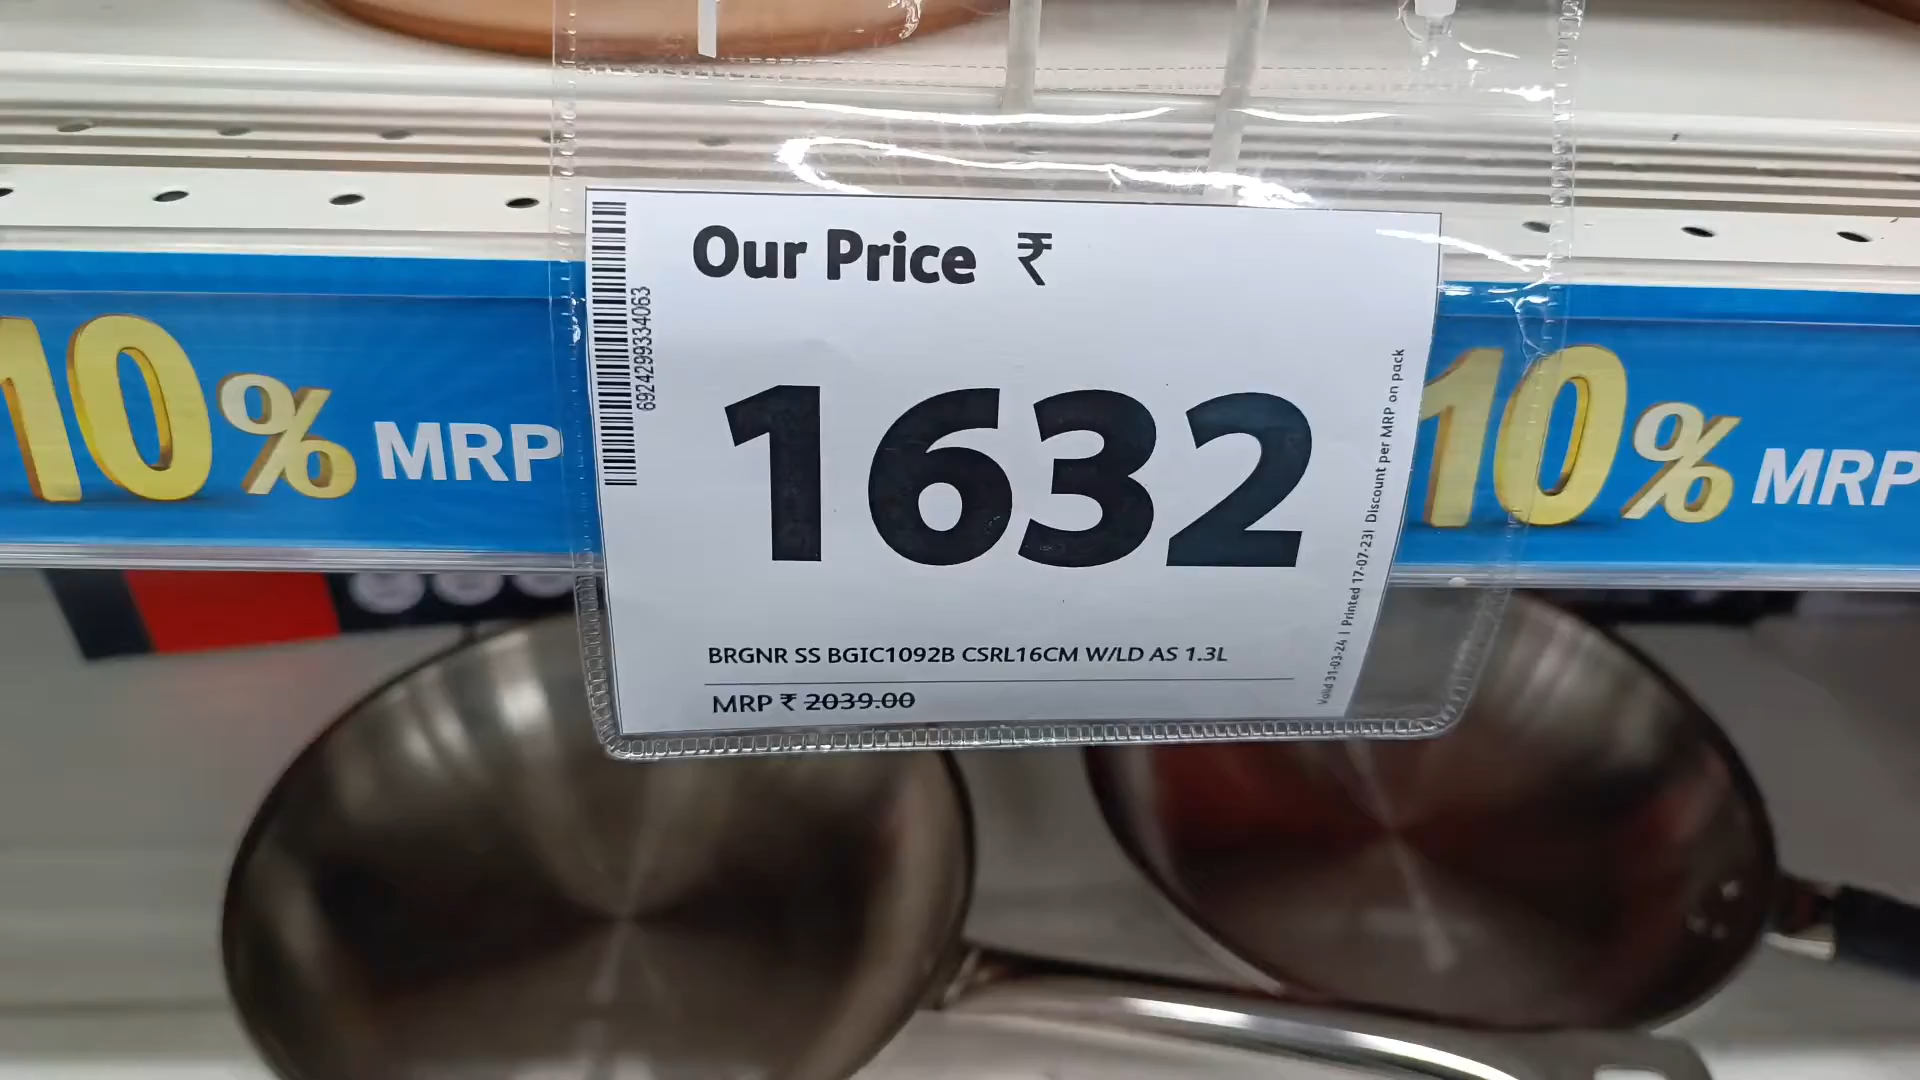 Our Price ₹
1632
BRGNR SS BGIC1092B CSRL16CM W/LD AS 1.3L
MRP ₹ 2039.00
6924299334063
Valid 31-03-24 | Printed 17-07-23| Discount per MRP on pack
10% MRP
10% MRP